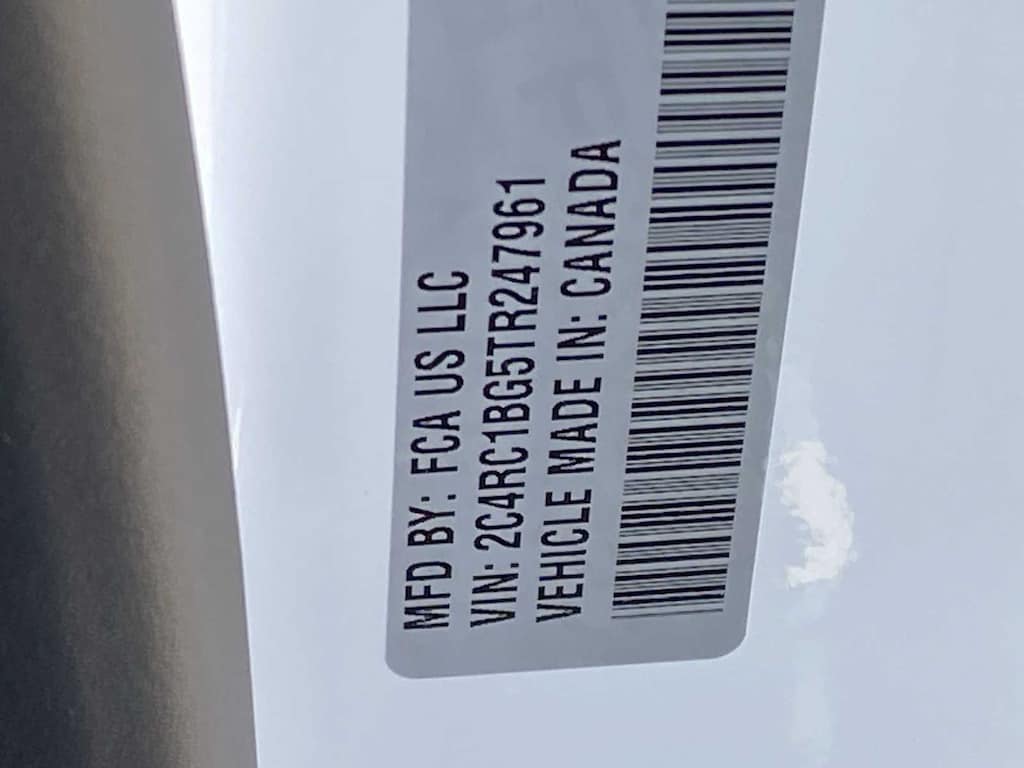 MFD BY: FCA US LLC
VIN: 2C4RC1BG5TR247961
VEHICLE MADE IN: CANADA